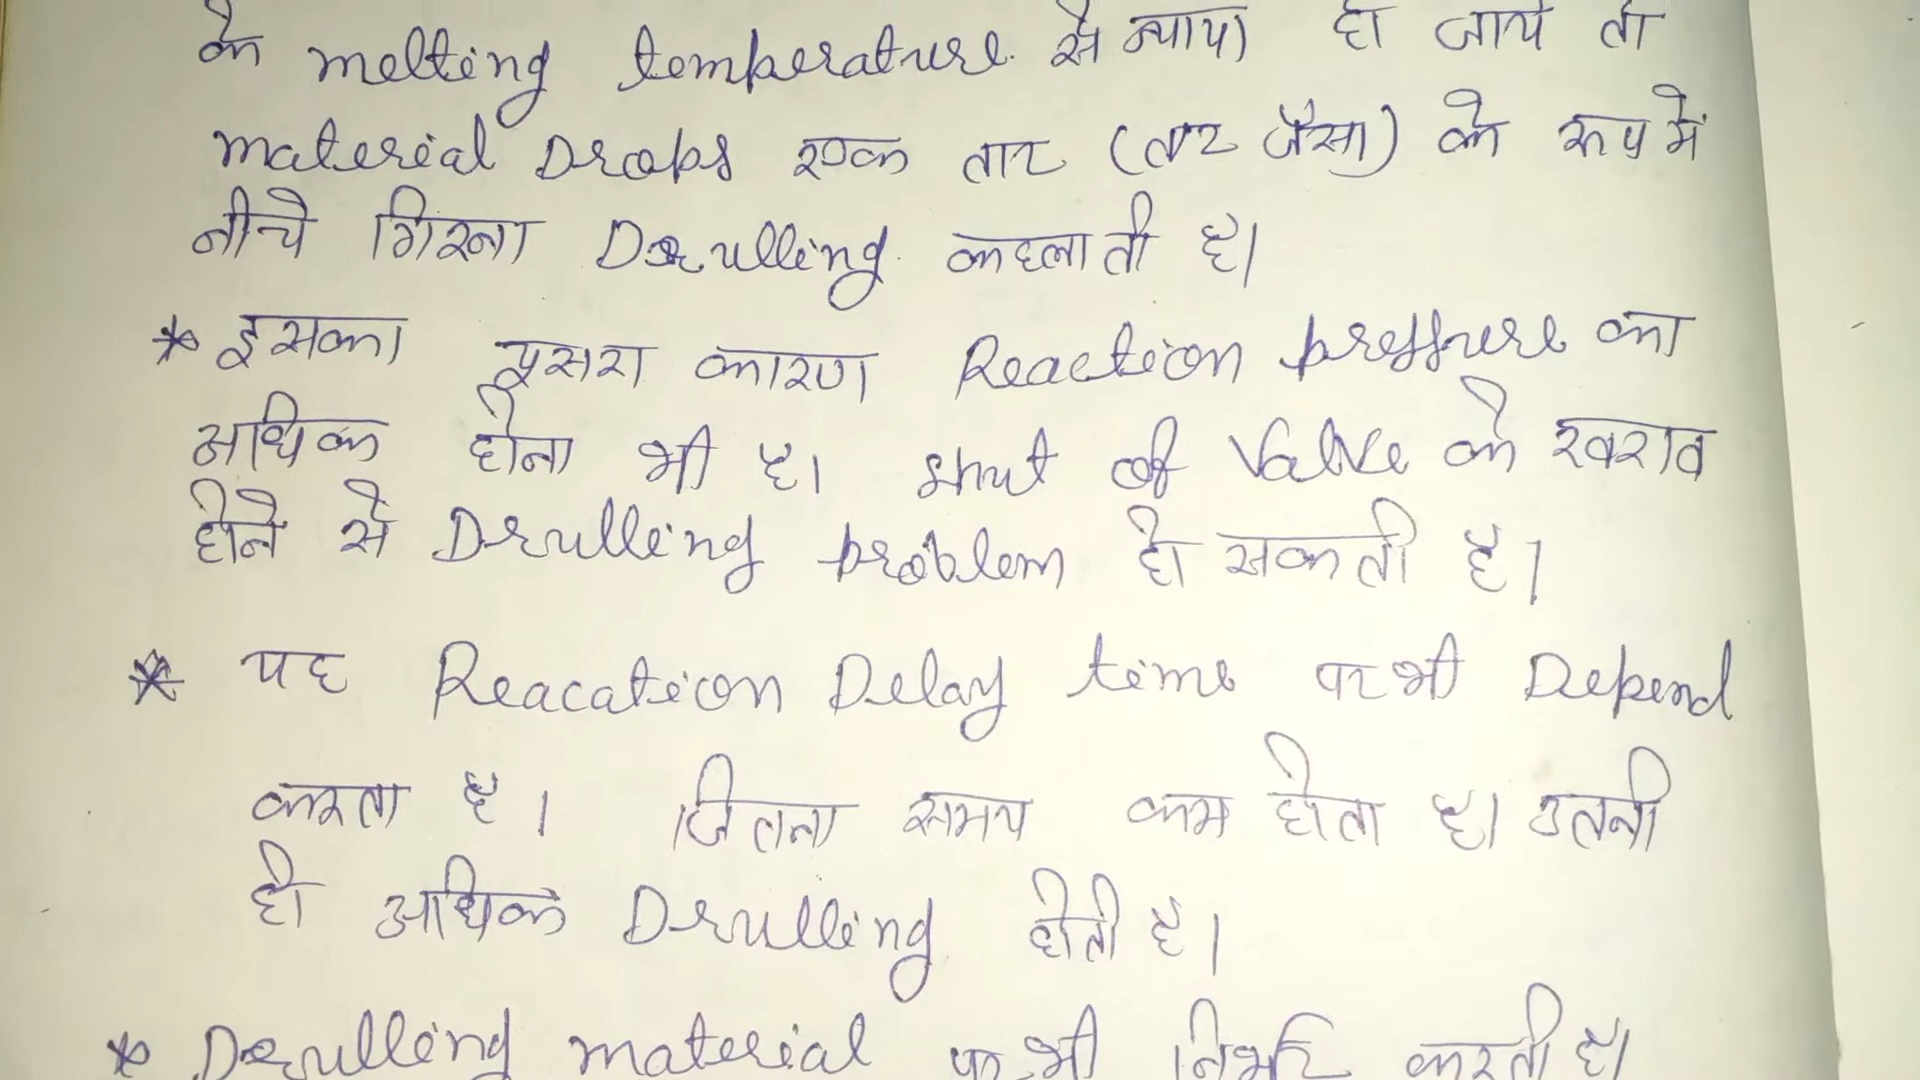 के melting temperature से ज्यादा हो जाये तो
material Drops एक तार (तार जैसा) के रूप में
नीचे गिरना Drulling कहलाती है।
* इसका दूसरा कारण Reaction pressure का
अधिक होना भी है। shut off Valve के खराब
होने से Drulling problem हो सकती है।
* यह Reacation Delay time पर भी Depend
करता है। जितना समय कम होता है। उतनी
ही अधिक Drulling होती है।
* Drulling material पर भी निर्भर करती है।